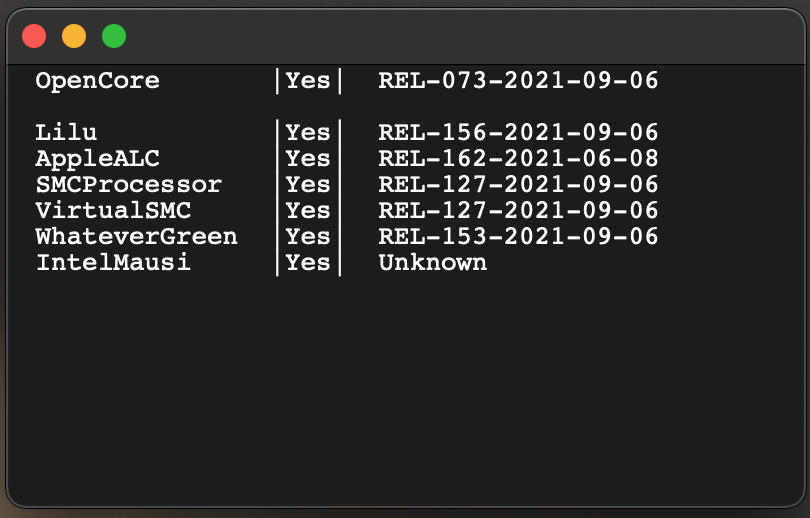 OpenCore |Yes| REL-073-2021-09-06
Lilu |Yes| REL-156-2021-09-06
AppleALC |Yes| REL-162-2021-06-08
SMCProcessor |Yes| REL-127-2021-09-06
VirtualSMC |Yes| REL-127-2021-09-06
WhateverGreen |Yes| REL-153-2021-09-06
IntelMausi |Yes| Unknown